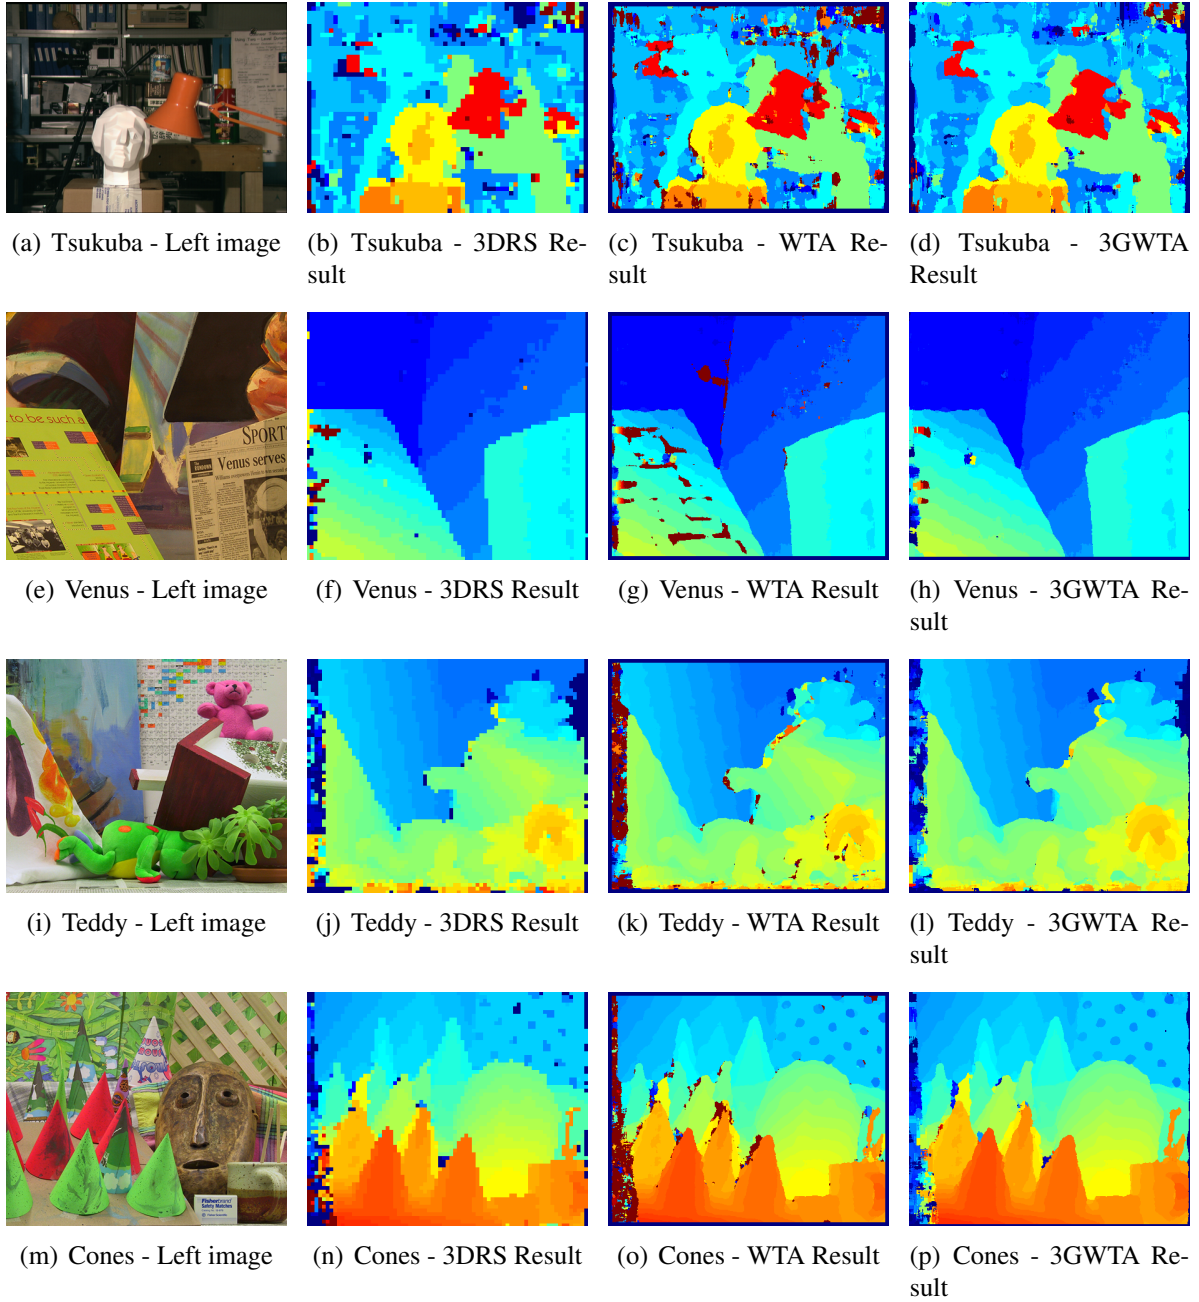 (a) Tsukuba - Left image
(b) Tsukuba - 3DRS Re-
sult
(c) Tsukuba - WTA Re-
sult
(d) Tsukuba - 3GWTA
Result
to be such a
SPORT
Venus serves
(e) Venus - Left image
(f) Venus - 3DRS Result
(g) Venus - WTA Result
(h) Venus - 3GWTA Re-
sult
(i) Teddy - Left image
(j) Teddy - 3DRS Result
(k) Teddy - WTA Result
(l) Teddy - 3GWTA Re-
sult
Fisherbrand
Safety Matches
(m) Cones - Left image
(n) Cones - 3DRS Result
(o) Cones - WTA Result
(p) Cones - 3GWTA Re-
sult